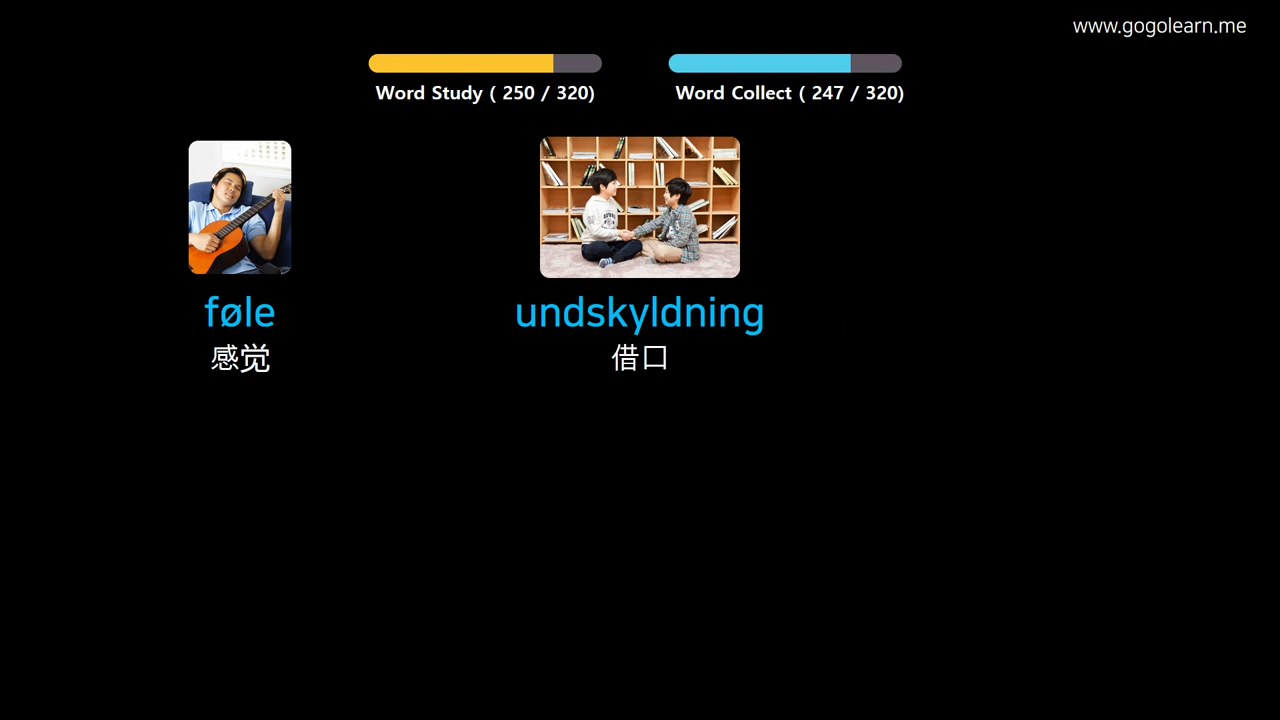 www.gogolearn.me
Word Study ( 250 / 320)
Word Collect ( 247 / 320)
føle
undskyldning
感觉
借口